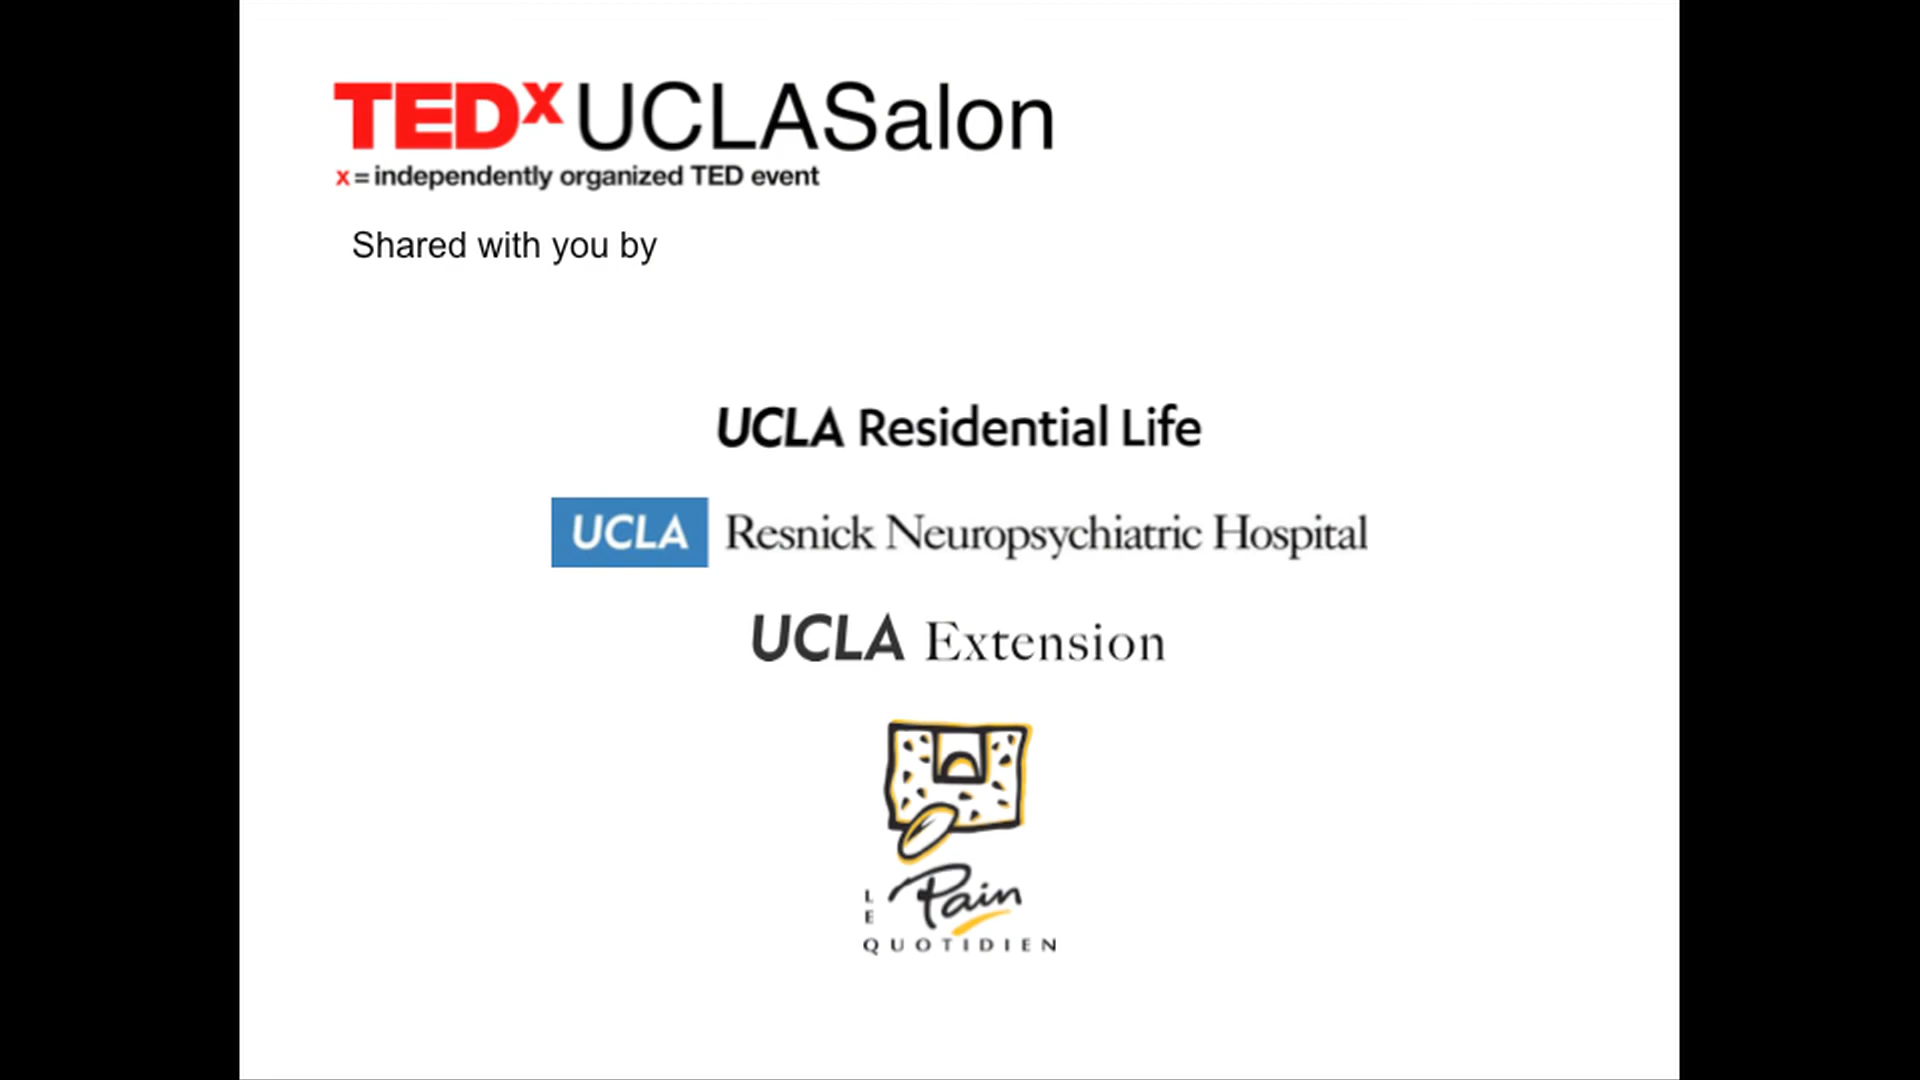 TEDx UCLASalon
x = independently organized TED event
Shared with you by
UCLA Residential Life
UCLA Resnick Neuropsychiatric Hospital
UCLA Extension
LE Pain
QUOTIDIEN